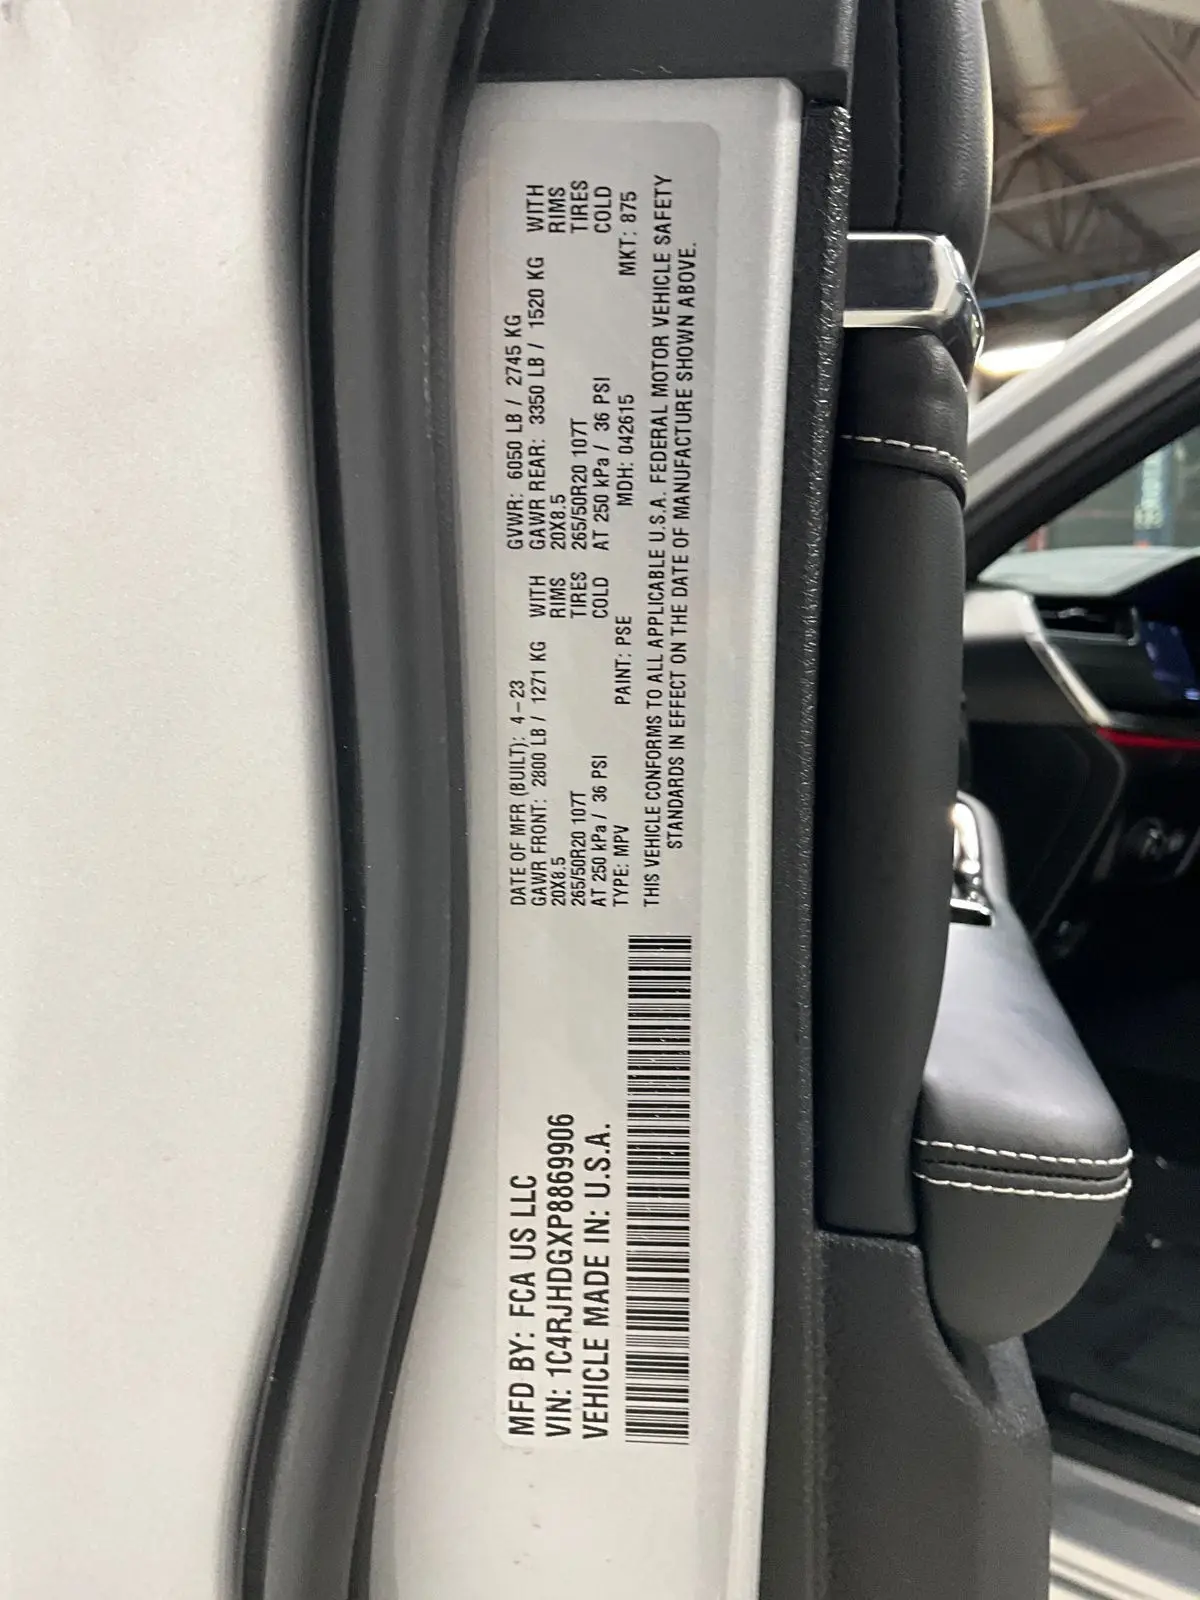 MFD BY: FCA US LLC
VIN: 1C4RJHDGXP8869906
VEHICLE MADE IN: U.S.A.
DATE OF MFR (BUILT): 4-23 GVWR: 6050 LB / 2745 KG
GAWR FRONT: 2800 LB / 1271 KG WITH GAWR REAR: 3350 LB / 1520 KG WITH
20X8.5 RIMS 20X8.5 RIMS
265/50R20 107T TIRES 265/50R20 107T TIRES
AT 250 kPa / 36 PSI COLD AT 250 kPa / 36 PSI COLD
TYPE: MPV PAINT: PSE MDH: 042615 MKT: 875
THIS VEHICLE CONFORMS TO ALL APPLICABLE U.S.A. FEDERAL MOTOR VEHICLE SAFETY
STANDARDS IN EFFECT ON THE DATE OF MANUFACTURE SHOWN ABOVE.